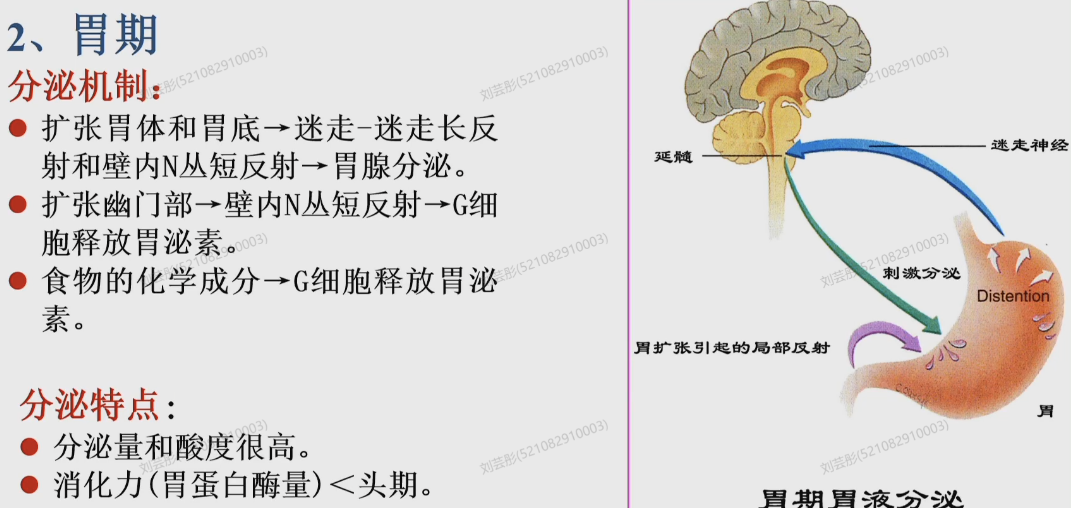 2、胃期
分泌机制:
● 扩张胃体和胃底→迷走-迷走长反
射和壁内N丛短反射→胃腺分泌。
● 扩张幽门部→壁内N丛短反射→G细
胞释放胃泌素。
● 食物的化学成分→G细胞释放胃泌
素。
分泌特点:
● 分泌量和酸度很高。
● 消化力(胃蛋白酶量)＜头期。
延髓
迷走神经
刺激分泌
Distention
胃扩张引起的局部反射
胃
胃期胃液分泌
刘芸彤(521082910003)
刘芸彤(521082910003)
刘芸彤(521082910003)
刘芸彤(521082910003)
刘芸彤(521082910003)
刘芸彤(521082910003)
刘芸彤(521082910003)
刘芸彤(521082910003)
刘芸彤(521082910003)